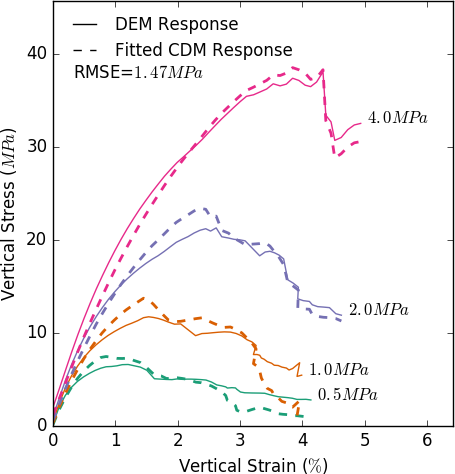 DEM Response
Fitted CDM Response
RMSE=1.47MPa
40
30
20
10
0
4.0MPa
2.0MPa
1.0MPa
0.5MPa
0 1 2 3 4 5 6
Vertical Strain (%)
Vertical Stress (MPa)